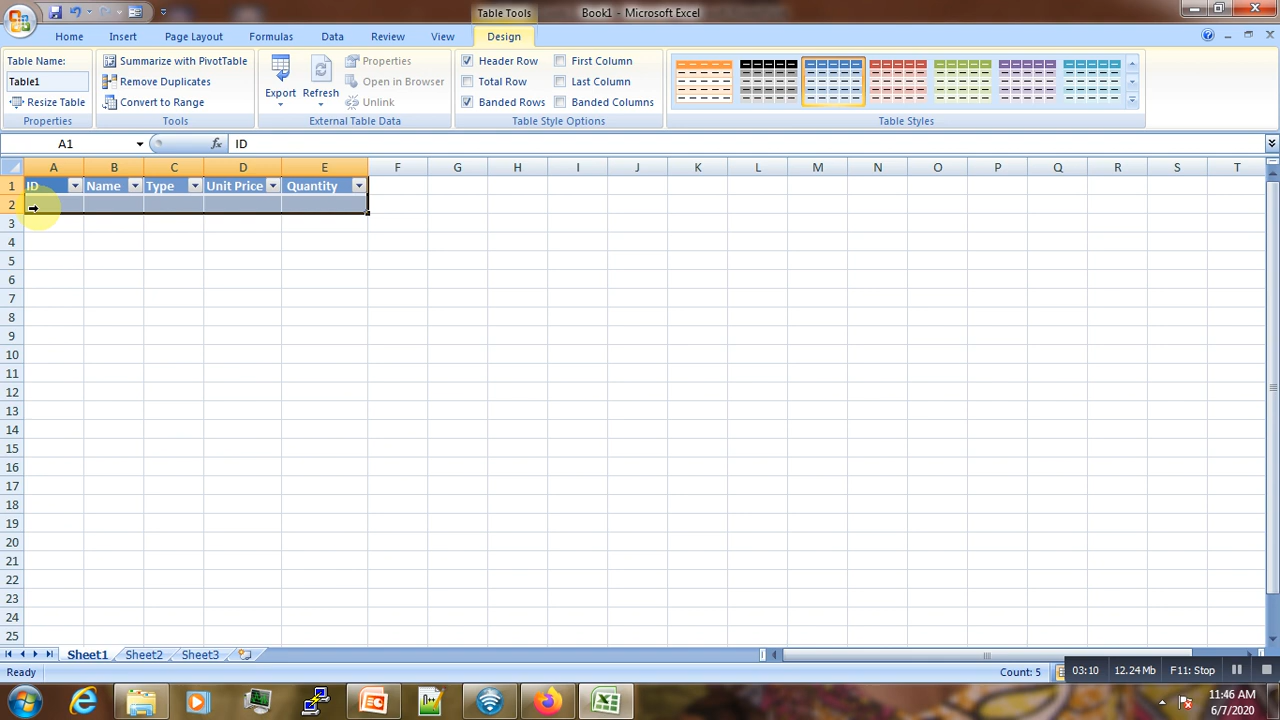 Table Tools
Book1 - Microsoft Excel
Home Insert Page Layout Formulas Data Review View Design
Table Name:
Table1
Resize Table
Properties
Summarize with PivotTable
Remove Duplicates
Convert to Range
Tools
Export
Refresh
Properties
Open in Browser
Unlink
External Table Data
Header Row
Total Row
Banded Rows
First Column
Last Column
Banded Columns
Table Style Options
Table Styles
A1 fx ID
A B C D E F G H I J K L M N O P Q R S T
1 ID Name Type Unit Price Quantity
2
3
4
5
6
7
8
9
10
11
12
13
14
15
16
17
18
19
20
21
22
23
24
25
Sheet1 Sheet2 Sheet3
Ready
Count: 5
03:10 12.24 Mb F11: Stop
11:46 AM
6/7/2020